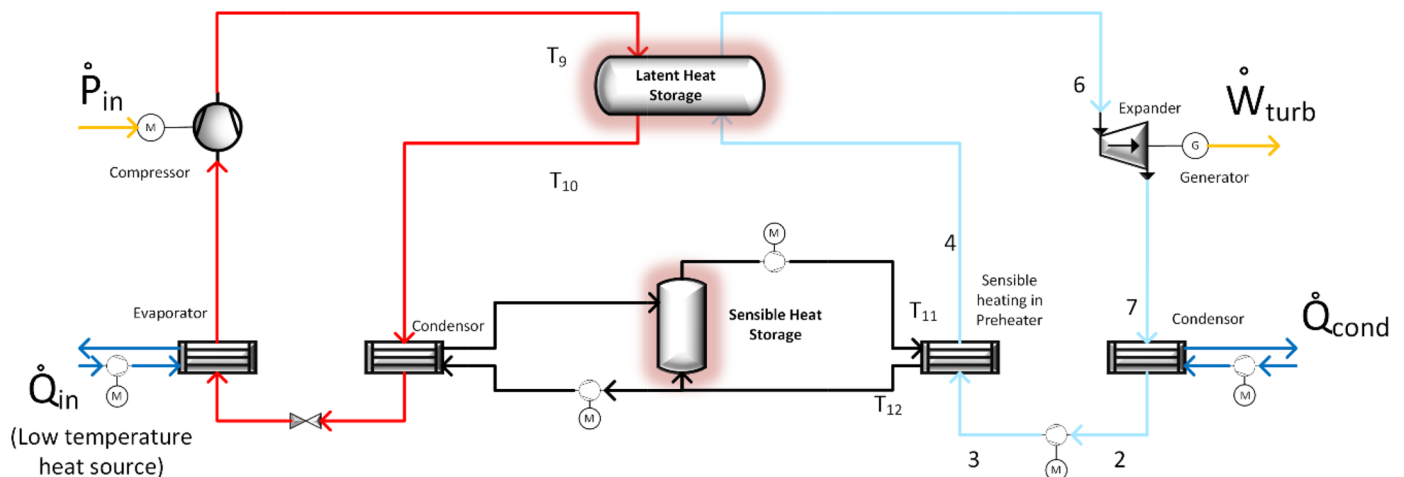 T9
Latent Heat
Storage
6
Ṗin
Expander
Ẇturb
M
G
Compressor
T10
Generator
M
4
Sensible
heating in
Preheater
Evaporator
Condensor
Sensible Heat
Storage
T11
7
Condensor
Q̇cond
Q̇in
M
M
T12
M
(Low temperature
heat source)
3
M
2